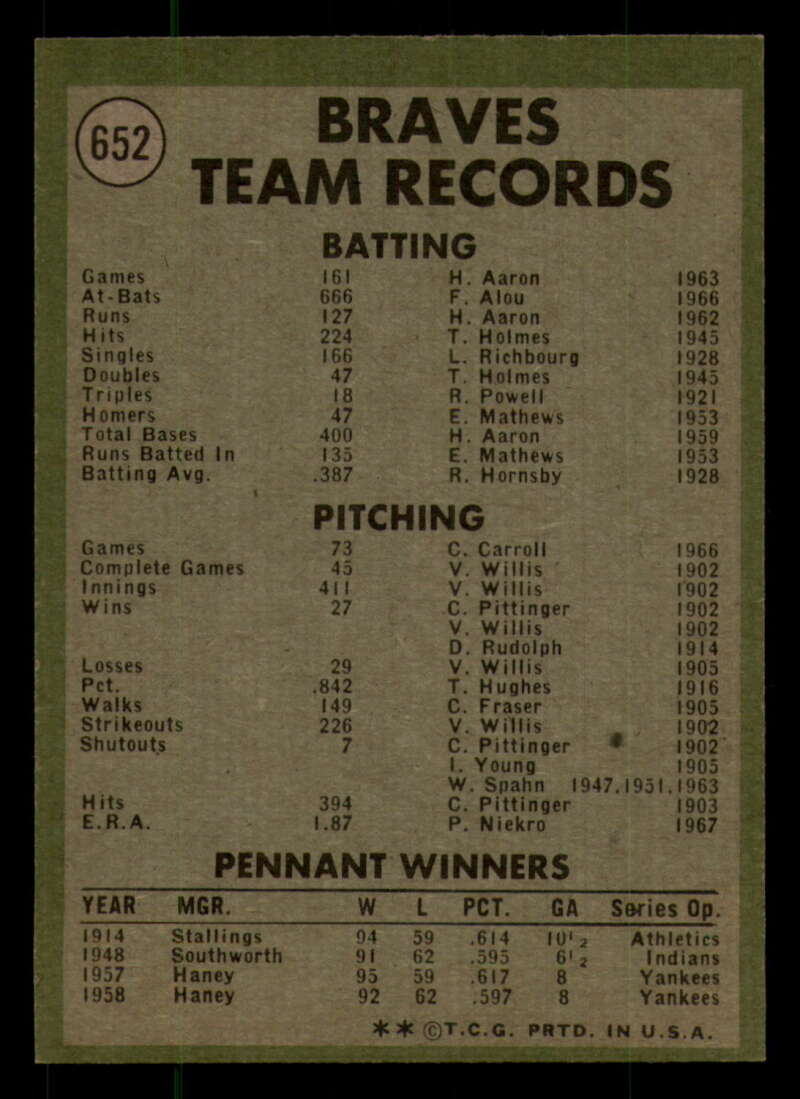 652
BRAVES
TEAM RECORDS
BATTING
Games 161 H. Aaron 1963
At-Bats 666 F. Alou 1966
Runs 127 H. Aaron 1962
Hits 224 T. Holmes 1945
Singles 166 L. Richbourg 1928
Doubles 47 T. Holmes 1945
Triples 18 R. Powell 1921
Homers 47 E. Mathews 1953
Total Bases 400 H. Aaron 1959
Runs Batted In 135 E. Mathews 1953
Batting Avg. .387 R. Hornsby 1928
PITCHING
Games 73 C. Carroll 1966
Complete Games 45 V. Willis 1902
Innings 411 V. Willis 1902
Wins 27 C. Pittinger 1902
V. Willis 1902
D. Rudolph 1914
Losses 29 V. Willis 1905
Pct. .842 T. Hughes 1916
Walks 149 C. Fraser 1905
Strikeouts 226 V. Willis 1902
Shutouts 7 C. Pittinger 1902
I. Young 1905
W. Spahn 1947,1951,1963
Hits 394 C. Pittinger 1903
E.R.A. 1.87 P. Niekro 1967
PENNANT WINNERS
YEAR MGR. W L PCT. GA Series Op.
1914 Stallings 94 59 .614 10½ Athletics
1948 Southworth 91 62 .595 6½ Indians
1957 Haney 95 59 .617 8 Yankees
1958 Haney 92 62 .597 8 Yankees
** ©T.C.G. PRTD. IN U.S.A.